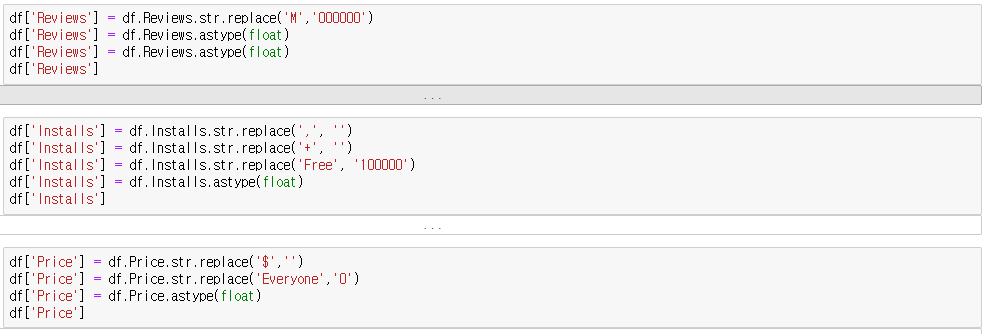 df['Reviews'] = df.Reviews.str.replace('M','000000')
df['Reviews'] = df.Reviews.astype(float)
df['Reviews'] = df.Reviews.astype(float)
df['Reviews']
...
df['Installs'] = df.Installs.str.replace(',', '')
df['Installs'] = df.Installs.str.replace('+', '')
df['Installs'] = df.Installs.str.replace('Free', '100000')
df['Installs'] = df.Installs.astype(float)
df['Installs']
...
df['Price'] = df.Price.str.replace('$','')
df['Price'] = df.Price.str.replace('Everyone','0')
df['Price'] = df.Price.astype(float)
df['Price']